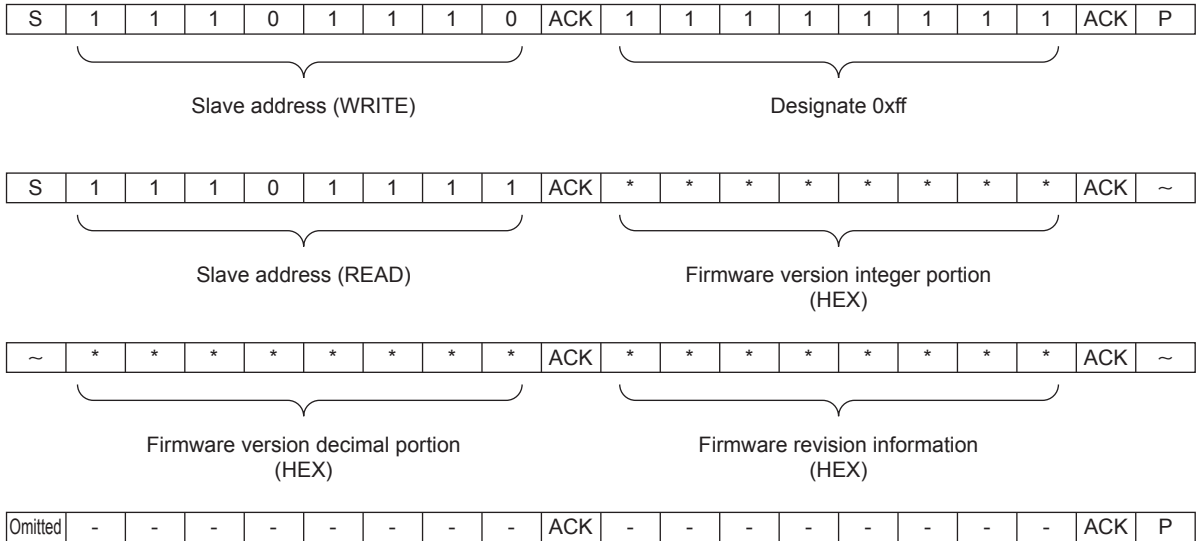 S 1 1 1 0 1 1 1 0 ACK 1 1 1 1 1 1 1 1 ACK P
Slave address (WRITE) Designate 0xff
S 1 1 1 0 1 1 1 1 ACK * * * * * * * * ACK ~
Slave address (READ) Firmware version integer portion
(HEX)
~ * * * * * * * * ACK * * * * * * * * ACK ~
Firmware version decimal portion Firmware revision information
(HEX) (HEX)
Omitted - - - - - - - - ACK - - - - - - - - ACK P